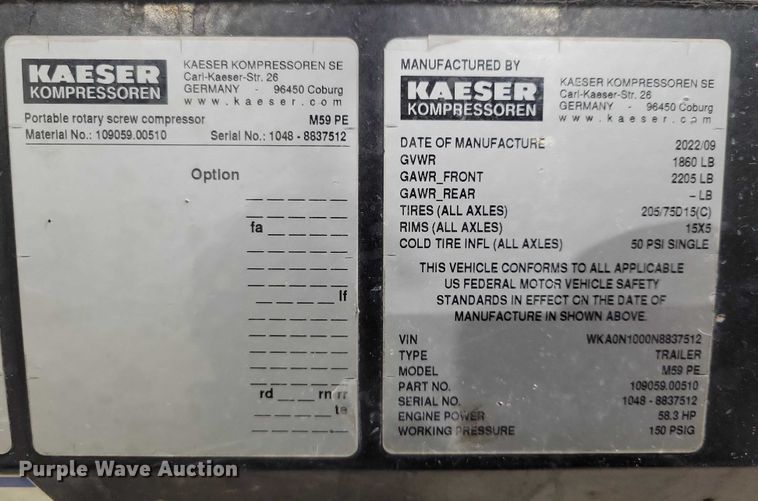 KAESER
KOMPRESSOREN
KAESER KOMPRESSOREN SE
Carl-Kaeser-Str. 26
GERMANY - 96450 Coburg
www.kaeser.com
Portable rotary screw compressor M59 PE
Material No.: 109059.00510 Serial No.: 1048 - 8837512
Option
_ _ _ _ _ _
_ _ _ _ _ _
fa _ _ _ _ _
_ _ _ _ _ _
_ _ _ _ _ _
_ _ _ _ _ _
_ _ _ _ _ lf
_ _ _ _ _ _
_ _ _ _ _ _
_ _ _ _ _ _
_ _ _ _ _ _
rd _ _ rm rr
_ _ _ _ _ te
_ _ _ _ _ _
MANUFACTURED BY
KAESER
KOMPRESSOREN
KAESER KOMPRESSOREN SE
Carl-Kaeser-Str. 26
GERMANY - 96450 Coburg
www.kaeser.com
DATE OF MANUFACTURE 2022/09
GVWR 1860 LB
GAWR_FRONT 2205 LB
GAWR_REAR – LB
TIRES (ALL AXLES) 205/75D15(C)
RIMS (ALL AXLES) 15X5
COLD TIRE INFL (ALL AXLES) 50 PSI SINGLE
THIS VEHICLE CONFORMS TO ALL APPLICABLE
US FEDERAL MOTOR VEHICLE SAFETY
STANDARDS IN EFFECT ON THE DATE OF
MANUFACTURE IN SHOWN ABOVE.
VIN WKA0N1000N8837512
TYPE TRAILER
MODEL M59 PE
PART NO. 109059.00510
SERIAL NO. 1048 - 8837512
ENGINE POWER 58.3 HP
WORKING PRESSURE 150 PSIG
Purple Wave Auction